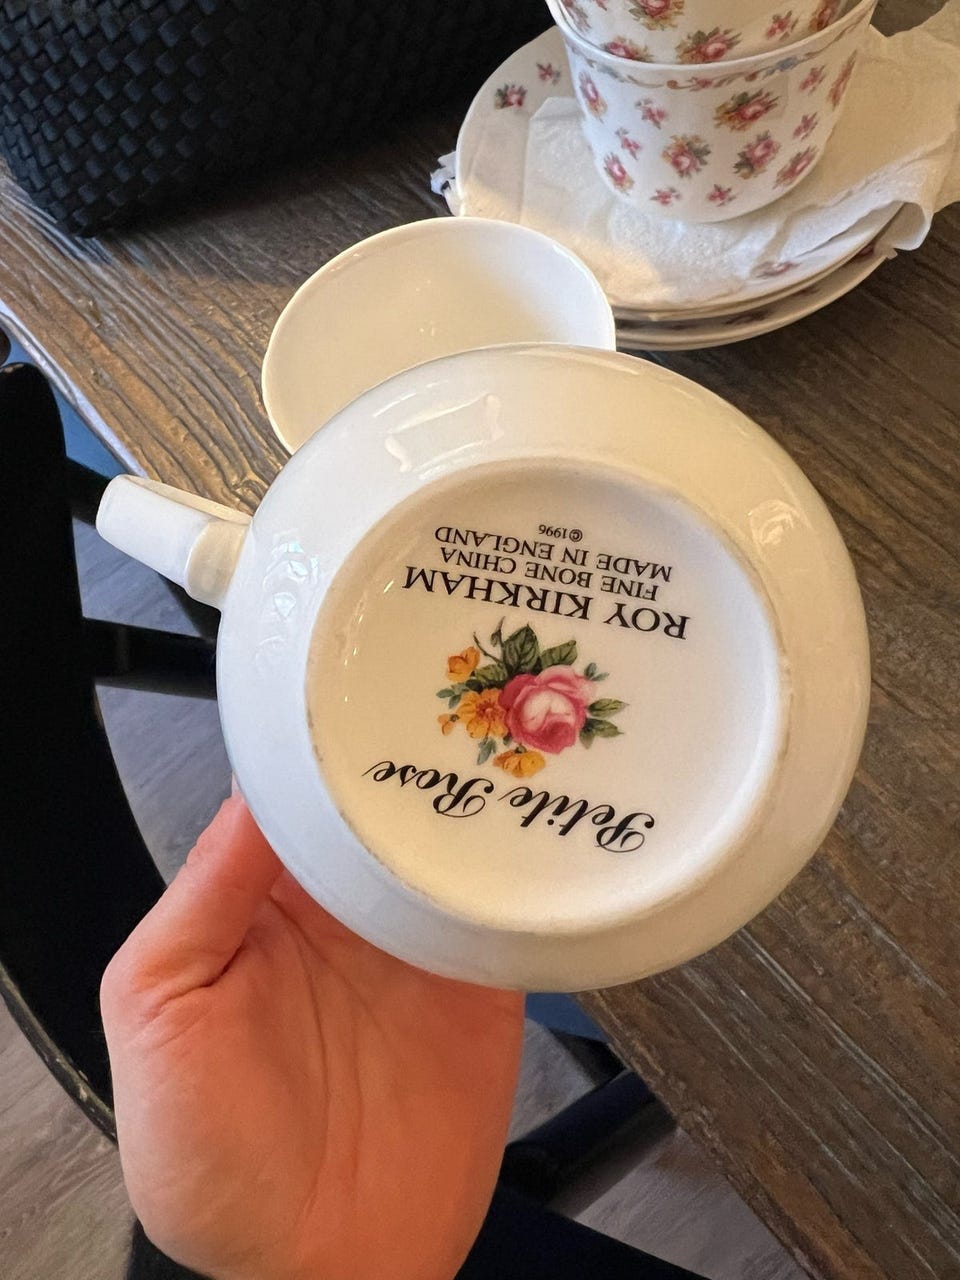 Petite Rose
ROY KIRKHAM
FINE BONE CHINA
MADE IN ENGLAND
©1996